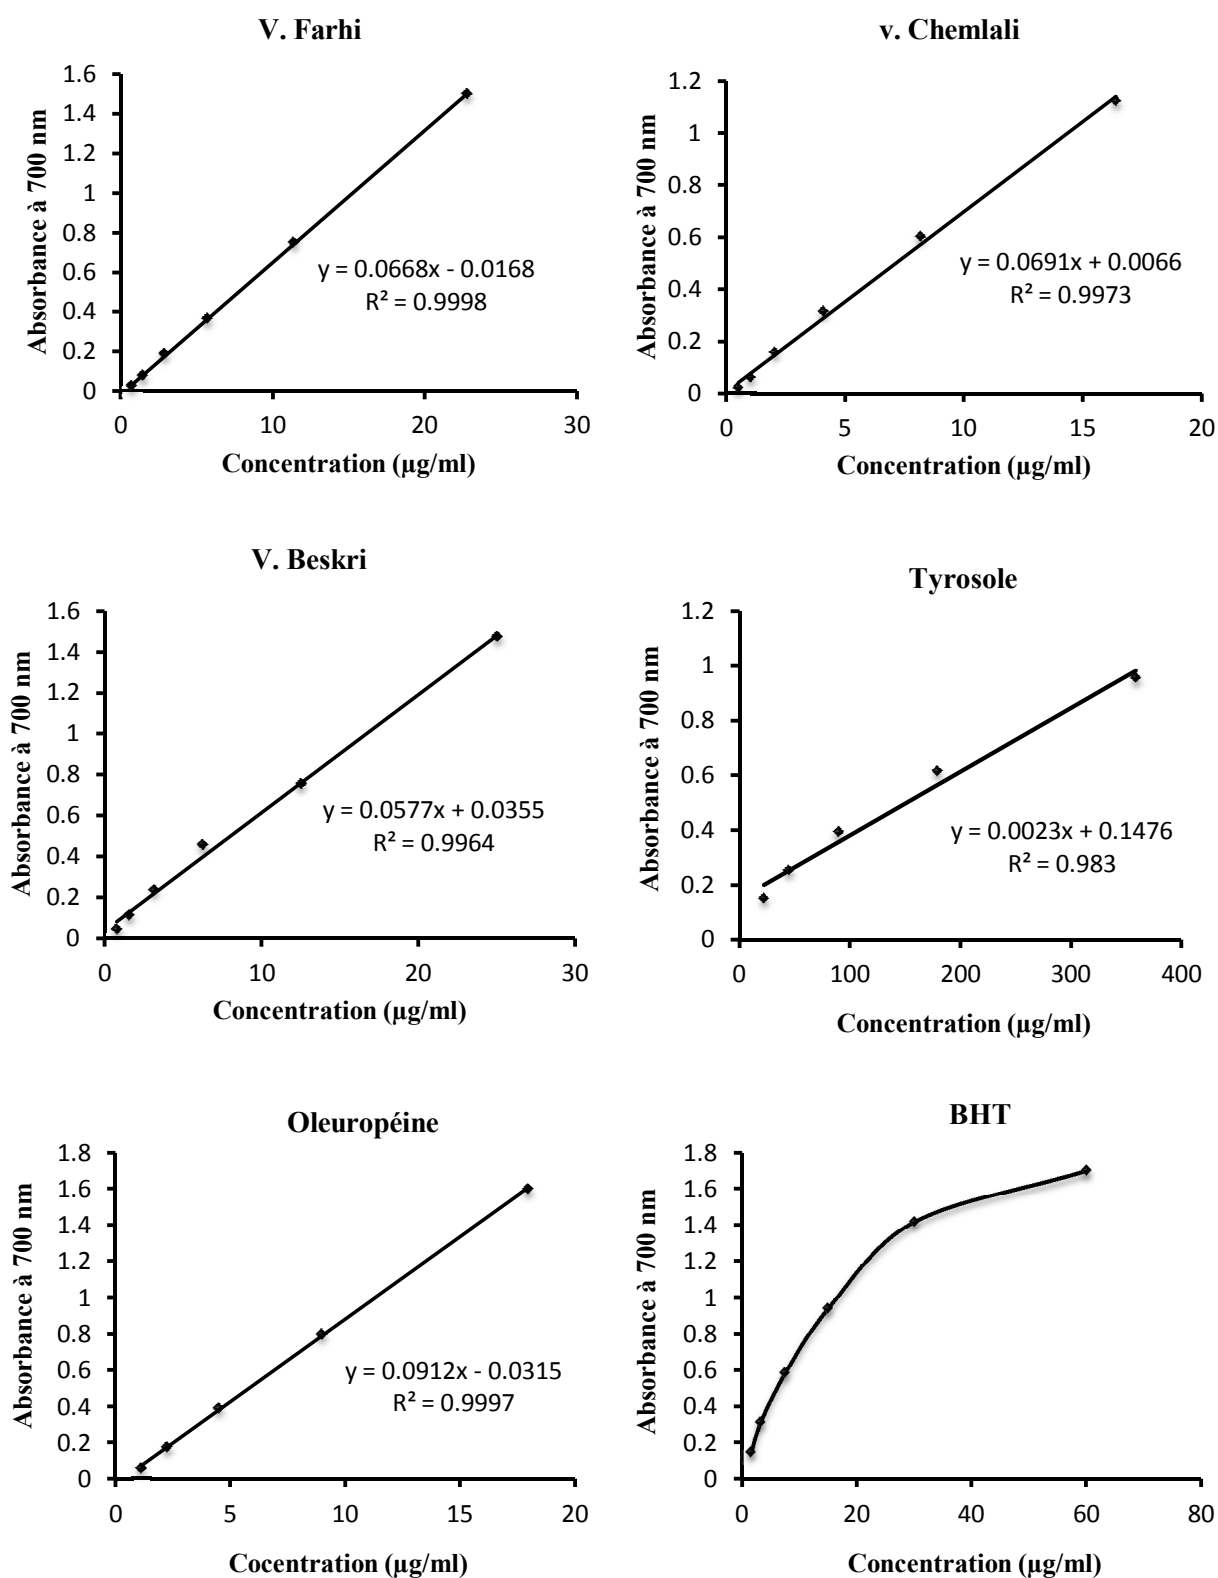 V. Farhi
Absorbance à 700 nm
1.6
1.4
1.2
1
0.8
0.6
0.4
0.2
0
y = 0.0668x - 0.0168
R² = 0.9998
0 10 20 30
Concentration (µg/ml)
v. Chemlali
Absorbance à 700 nm
1.2
1
0.8
0.6
0.4
0.2
0
y = 0.0691x + 0.0066
R² = 0.9973
0 5 10 15 20
Concentration (µg/ml)
V. Beskri
Absorbance à 700 nm
1.6
1.4
1.2
1
0.8
0.6
0.4
0.2
0
y = 0.0577x + 0.0355
R² = 0.9964
0 10 20 30
Concentration (µg/ml)
Tyrosole
Absorbance à 700 nm
1.2
1
0.8
0.6
0.4
0.2
0
y = 0.0023x + 0.1476
R² = 0.983
0 100 200 300 400
Concentration (µg/ml)
Oleuropéine
Absorbance à 700 nm
1.8
1.6
1.4
1.2
1
0.8
0.6
0.4
0.2
0
y = 0.0912x - 0.0315
R² = 0.9997
0 5 10 15 20
Cocentration (µg/ml)
BHT
Absorbance à 700 nm
1.8
1.6
1.4
1.2
1
0.8
0.6
0.4
0.2
0
0 20 40 60 80
Concentration (µg/ml)